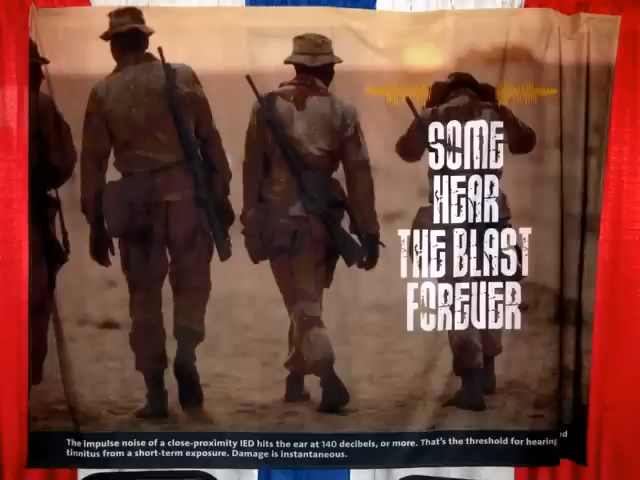 SOME
HEAR
THE BLAST
FOREVER
The impulse noise of a close-proximity IED hits the ear at 140 decibels, or more. That's the threshold for hearing
tinnitus from a short-term exposure. Damage is instantaneous.